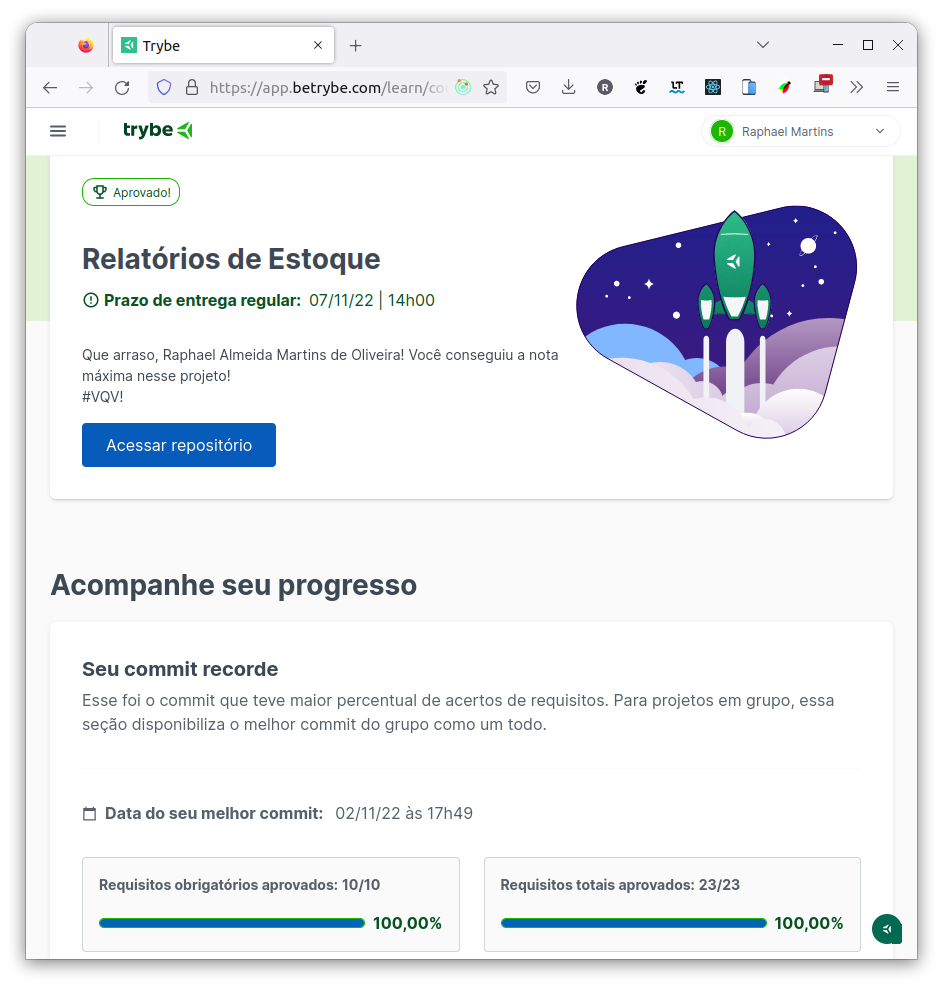 Trybe
https://app.betrybe.com/learn/co
trybe
R
Raphael Martins
Aprovado!
Relatórios de Estoque
Prazo de entrega regular: 07/11/22 | 14h00
Que arraso, Raphael Almeida Martins de Oliveira! Você conseguiu a nota
máxima nesse projeto!
#VQV!
Acessar repositório
Acompanhe seu progresso
Seu commit recorde
Esse foi o commit que teve maior percentual de acertos de requisitos. Para projetos em grupo, essa
seção disponibiliza o melhor commit do grupo como um todo.
Data do seu melhor commit: 02/11/22 às 17h49
Requisitos obrigatórios aprovados: 10/10
100,00%
Requisitos totais aprovados: 23/23
100,00%